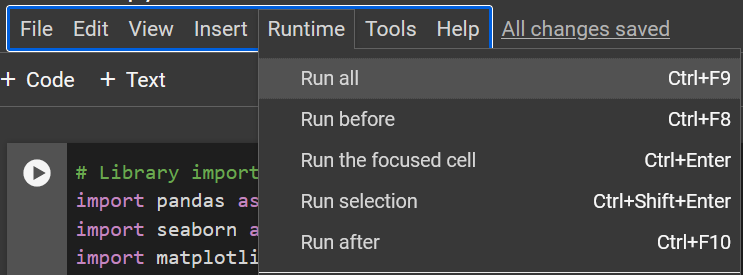 File Edit View Insert Runtime Tools Help All changes saved
+ Code + Text
Run all Ctrl+F9
Run before Ctrl+F8
Run the focused cell Ctrl+Enter
Run selection Ctrl+Shift+Enter
Run after Ctrl+F10
# Library import
import pandas as
import seaborn a
import matplotli